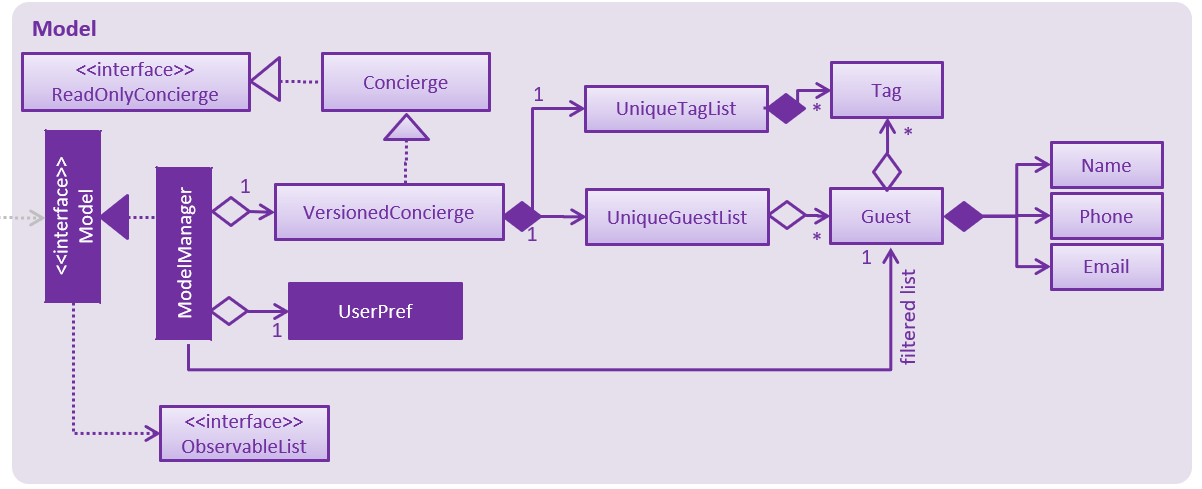 Model
<<interface>>
ReadOnlyConcierge
Concierge
1
UniqueTagList
*
Tag
*
<<interface>>
Model
ModelManager
1
VersionedConcierge
1
UniqueGuestList
*
Guest
1
Name
Phone
Email
UserPref
1
filtered list
<<interface>>
ObservableList